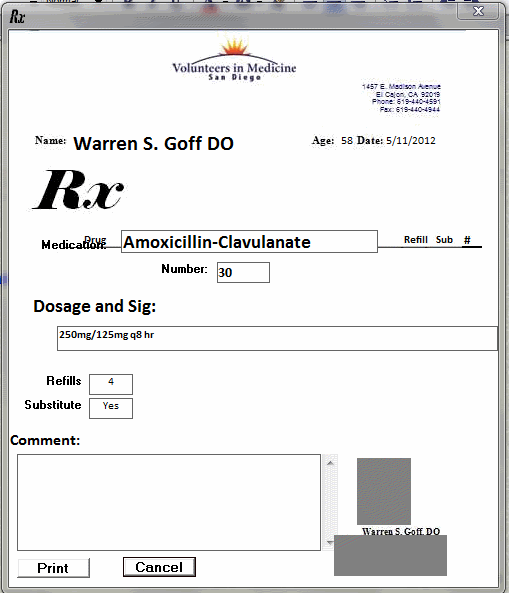 Rx
Volunteers in Medicine
San Diego
1457 E. Madison Avenue
El Cajon, CA 92019
Phone: 619-440-4591
Fax: 619-440-4944
Name: Warren S. Goff DO Age: 58 Date: 5/11/2012
Rx
Drug Refill Sub #
Medication: Amoxicillin-Clavulanate
Number: 30
Dosage and Sig:
250mg/125mg q8 hr
Refills 4
Substitute Yes
Comment:
Warren S. Goff, DO
Print Cancel